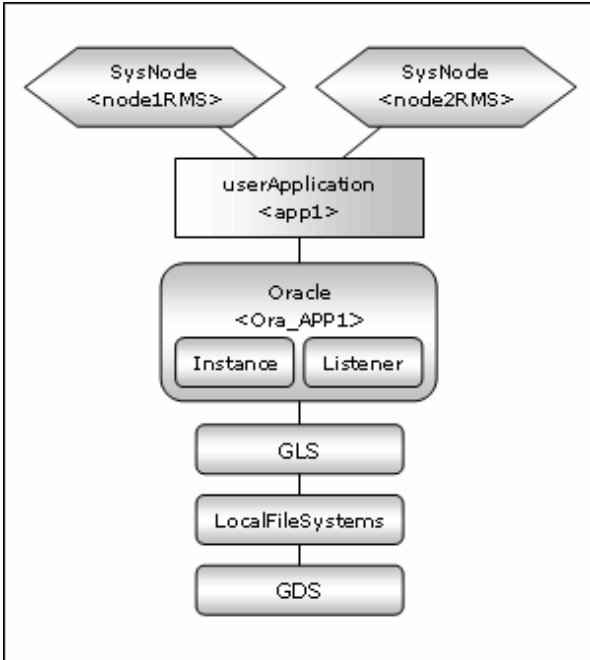 SysNode
<node1RMS>
SysNode
<node2RMS>
userApplication
<app1>
Oracle
<Ora_APP1>
Instance
Listener
GLS
LocalFileSystems
GDS